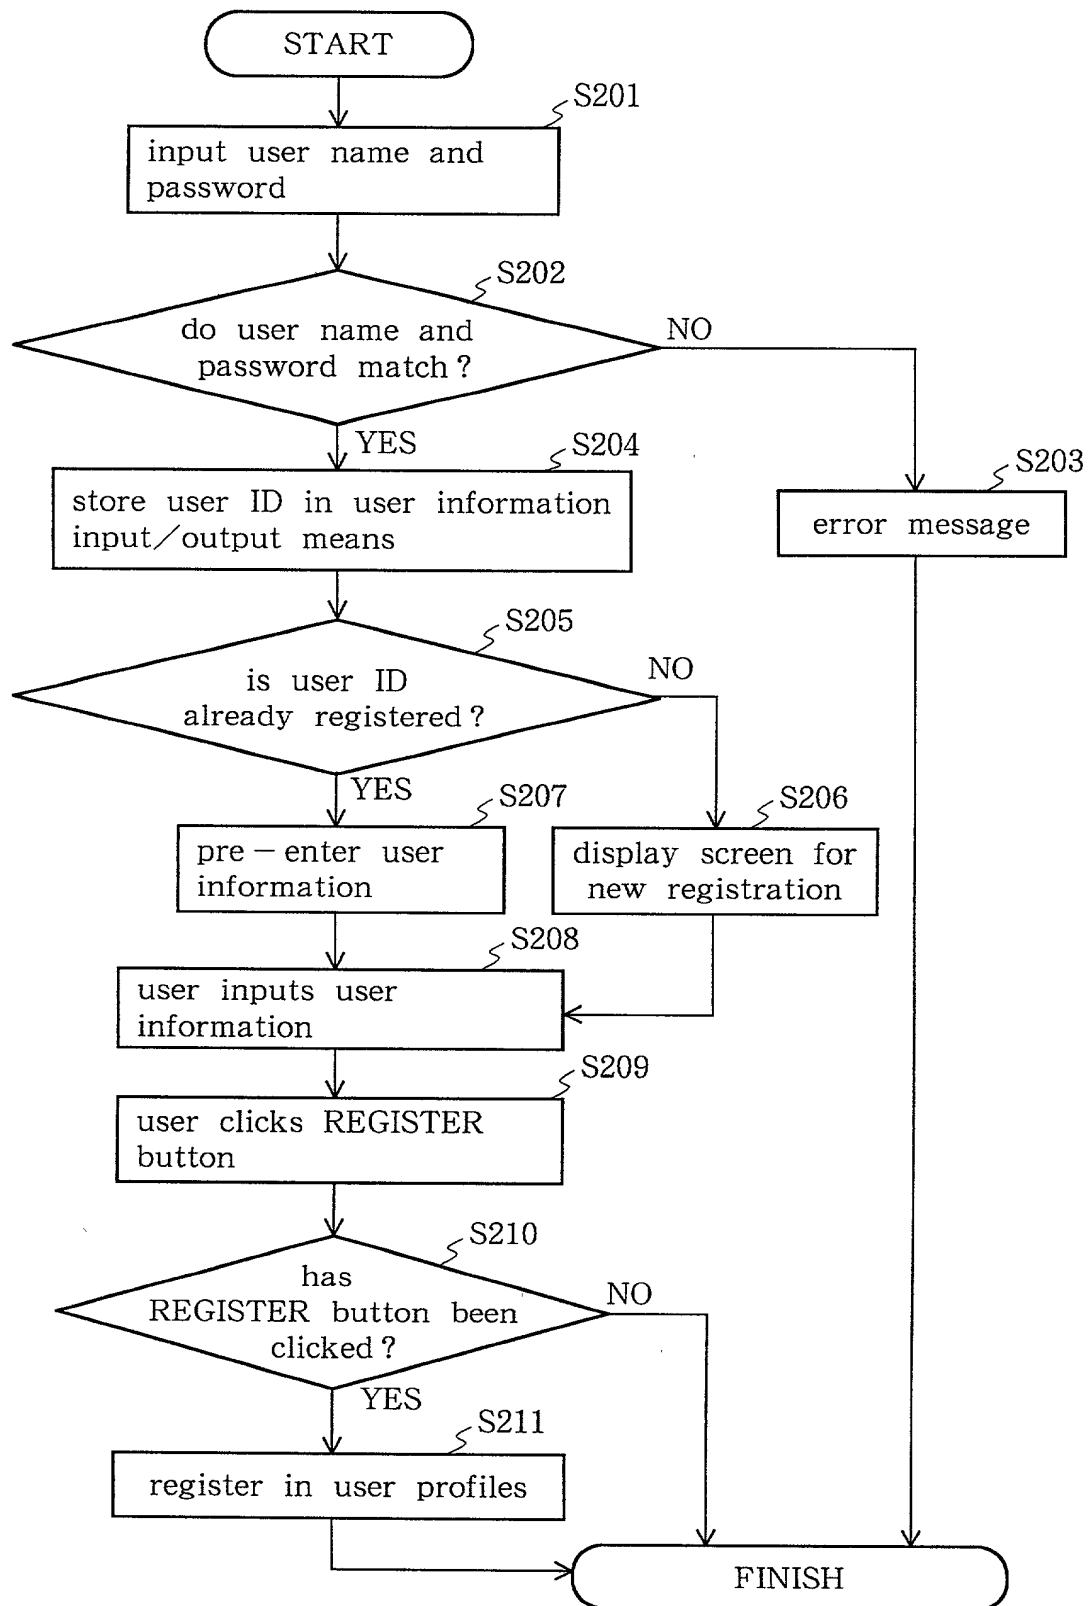 START
S201
input user name and
password
S202
do user name and
password match?
NO
YES
S204
S203
store user ID in user information
input/output means
error message
S205
is user ID
already registered?
NO
YES
S207
S206
pre-enter user
information
display screen for
new registration
S208
user inputs user
information
S209
user clicks REGISTER
button
S210
has
REGISTER button been
clicked?
NO
YES
S211
register in user profiles
FINISH